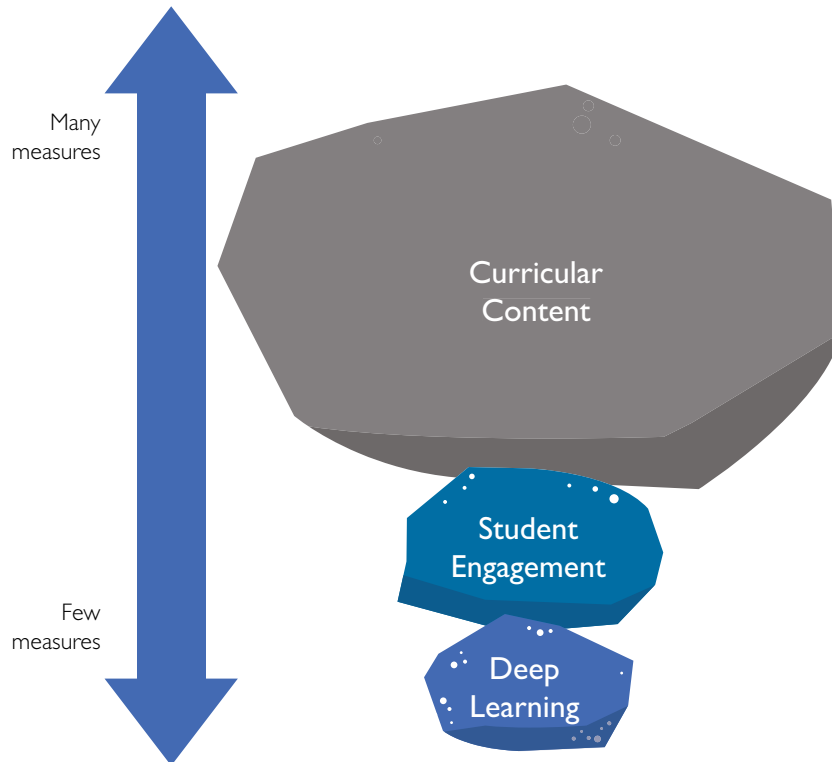 Many
measures
Curricular
Content
Student
Engagement
Few
measures
Deep
Learning